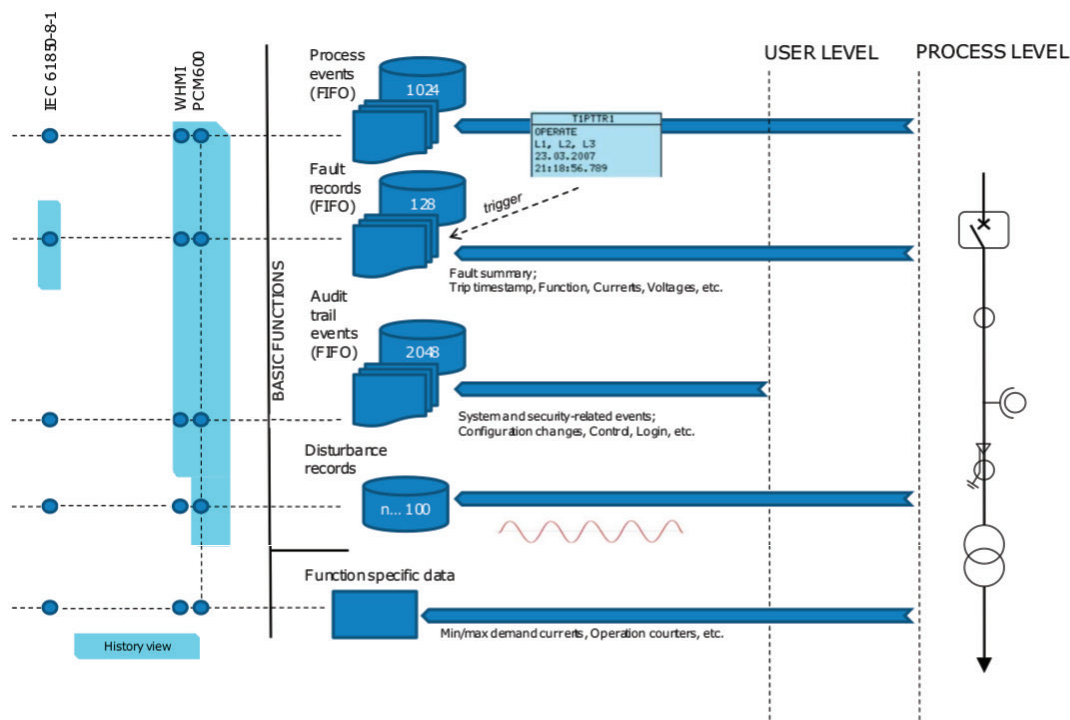 IEC 61850-8-1
WHMI
PCM600
Process
events
(FIFO)
1024
USER LEVEL
PROCESS LEVEL
T1PTTR1
OPERATE
L1, L2, L3
23.03.2007
21:18:56.789
Fault
records
(FIFO)
128
trigger
Fault summary;
Trip timestamp, Function, Currents, Voltages, etc.
BASIC FUNCTIONS
Audit
trail
events
(FIFO)
2048
System and security-related events;
Configuration changes, Control, Login, etc.
Disturbance
records
n... 100
Function specific data
Min/max demand currents, Operation counters, etc.
History view